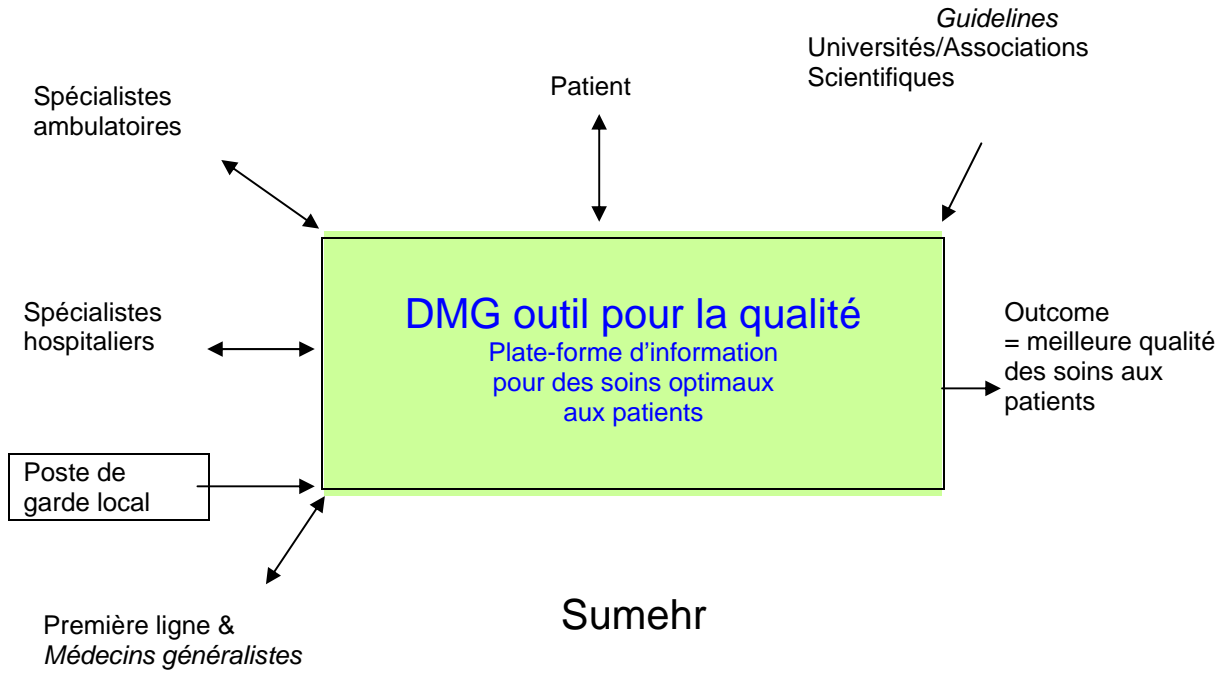 Guidelines
Universités/Associations
Scientifiques
Patient
Spécialistes
ambulatoires
DMG outil pour la qualité
Plate-forme d'information
pour des soins optimaux
aux patients
Spécialistes
hospitaliers
Outcome
= meilleure qualité
des soins aux
patients
Poste de
garde local
Sumehr
Première ligne &
Médecins généralistes